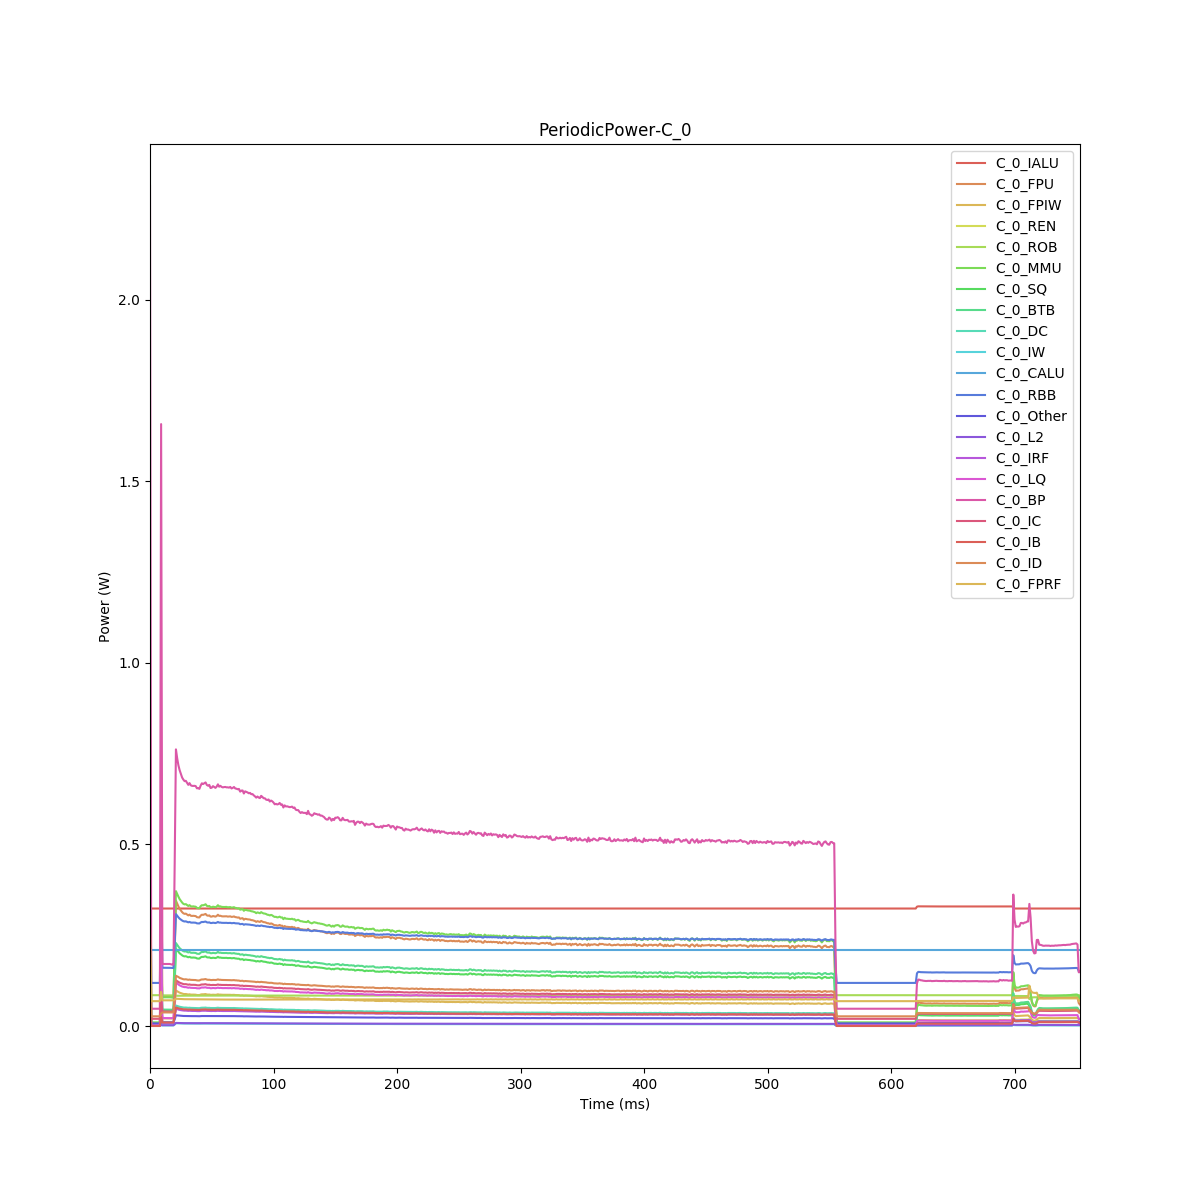 PeriodicPower-C_0
C_0_IALU
C_0_FPU
C_0_FPIW
C_0_REN
C_0_ROB
C_0_MMU
C_0_SQ
C_0_BTB
C_0_DC
C_0_IW
C_0_CALU
C_0_RBB
C_0_Other
C_0_L2
C_0_IRF
C_0_LQ
C_0_BP
C_0_IC
C_0_IB
C_0_ID
C_0_FPRF
Power (W)
2.0
1.5
1.0
0.5
0.0
0 100 200 300 400 500 600 700
Time (ms)